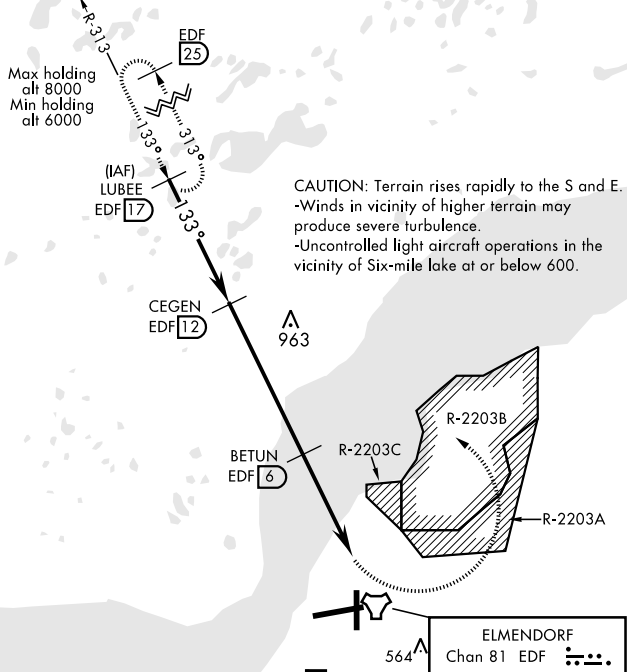 R-313
EDF
25
Max holding
alt 8000
Min holding
alt 6000
133°
313°
(IAF)
LUBEE
EDF 17
133°
CAUTION: Terrain rises rapidly to the S and E.
-Winds in vicinity of higher terrain may
produce severe turbulence.
-Uncontrolled light aircraft operations in the
vicinity of Six-mile lake at or below 600.
CEGEN
EDF 12
963
R-2203B
BETUN
EDF 6
R-2203C
R-2203A
564
ELMENDORF
Chan 81 EDF